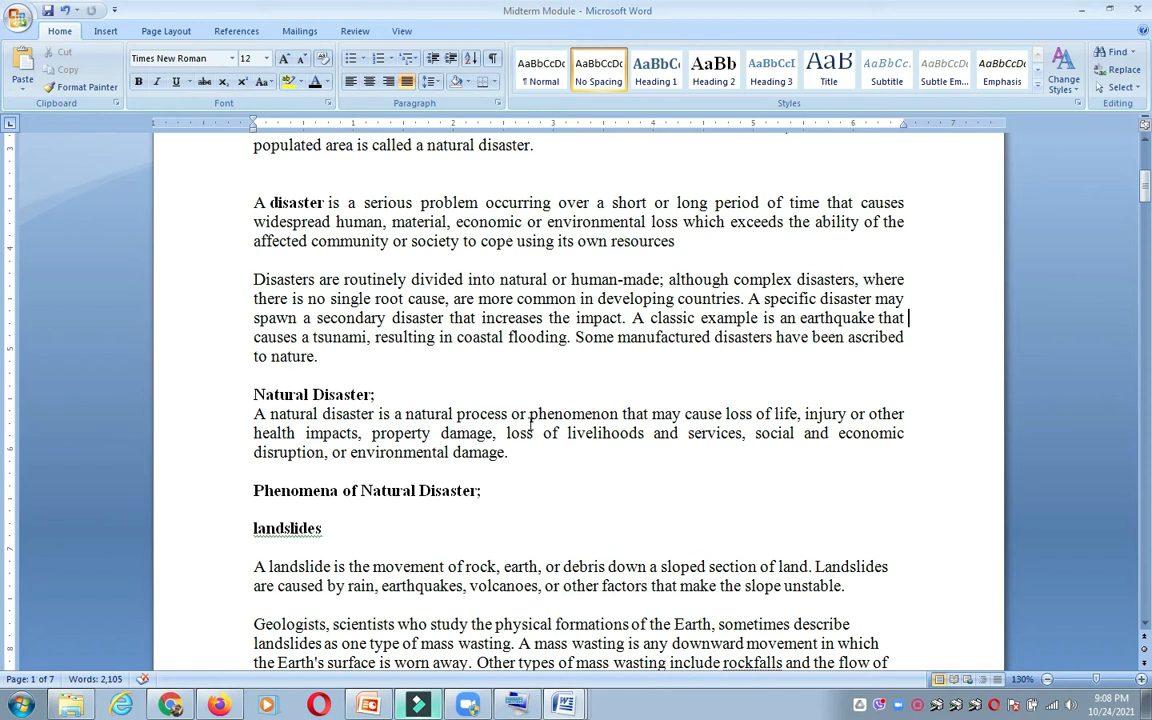 Midterm Module - Microsoft Word
Home Insert Page Layout References Mailings Review View
Paste
Cut
Copy
Format Painter
Clipboard
Times New Roman 12
Font
Paragraph
AaBbCcDc AaBbCcDc AaBbC AaBbCc AaBbCcI AaB AaBbCcL AaBbCcDc AaBbCcDc
¶ Normal No Spacing Heading 1 Heading 2 Heading 3 Title Subtitle Subtle Em... Emphasis
Styles
Change Styles
Find
Replace
Select
Editing
populated area is called a natural disaster.
A disaster is a serious problem occurring over a short or long period of time that causes
widespread human, material, economic or environmental loss which exceeds the ability of the
affected community or society to cope using its own resources
Disasters are routinely divided into natural or human-made; although complex disasters, where
there is no single root cause, are more common in developing countries. A specific disaster may
spawn a secondary disaster that increases the impact. A classic example is an earthquake that
causes a tsunami, resulting in coastal flooding. Some manufactured disasters have been ascribed
to nature.
Natural Disaster;
A natural disaster is a natural process or phenomenon that may cause loss of life, injury or other
health impacts, property damage, loss of livelihoods and services, social and economic
disruption, or environmental damage.
Phenomena of Natural Disaster;
landslides
A landslide is the movement of rock, earth, or debris down a sloped section of land. Landslides
are caused by rain, earthquakes, volcanoes, or other factors that make the slope unstable.
Geologists, scientists who study the physical formations of the Earth, sometimes describe
landslides as one type of mass wasting. A mass wasting is any downward movement in which
the Earth's surface is worn away. Other types of mass wasting include rockfalls and the flow of
Page: 1 of 7 Words: 2,105 130%
9:08 PM
10/24/2021